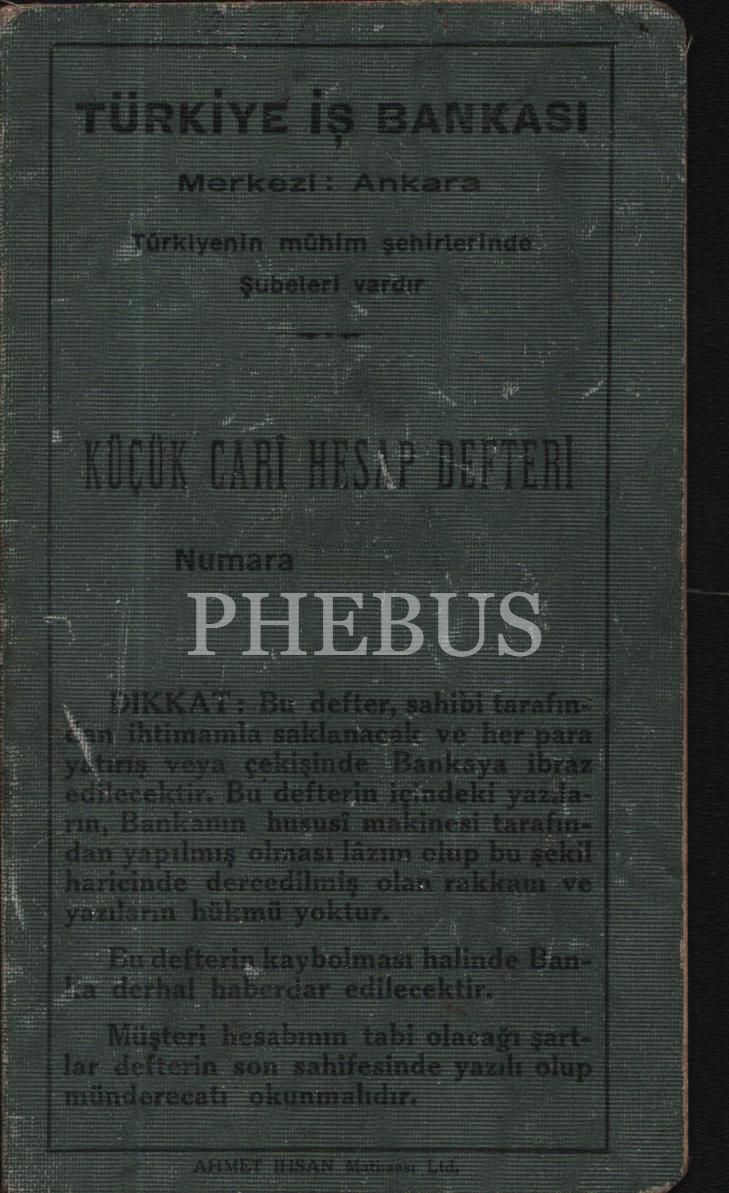 TÜRKİYE İŞ BANKASI
Merkezi: Ankara
Türkiyenin mühim şehirlerinde
Şubeleri vardır
KÜÇÜK CARİ HESAP DEFTERİ
Numara
PHEBUS
DIKKAT: Bu defter, sahibi tarafın-
dan ihtimamla saklanacak ve her para
yatırış veya çekişinde Bankaya ibraz
edilecektir. Bu defterin içindeki yazıla-
rın, Bankanın hususî makinesi tarafın-
dan yapılmış olması lâzım olup bu şekil
haricinde dercedilmiş olan rakkam ve
yazıların hükmü yoktur.
Bu defterin kaybolması halinde Ban-
ka derhal haberdar edilecektir.
Müşteri hesabının tabi olacağı şart-
lar defterin son sahifesinde yazılı olup
münderecatı okunmalıdır.
AHMET IHSAN Matbaası Ltd.